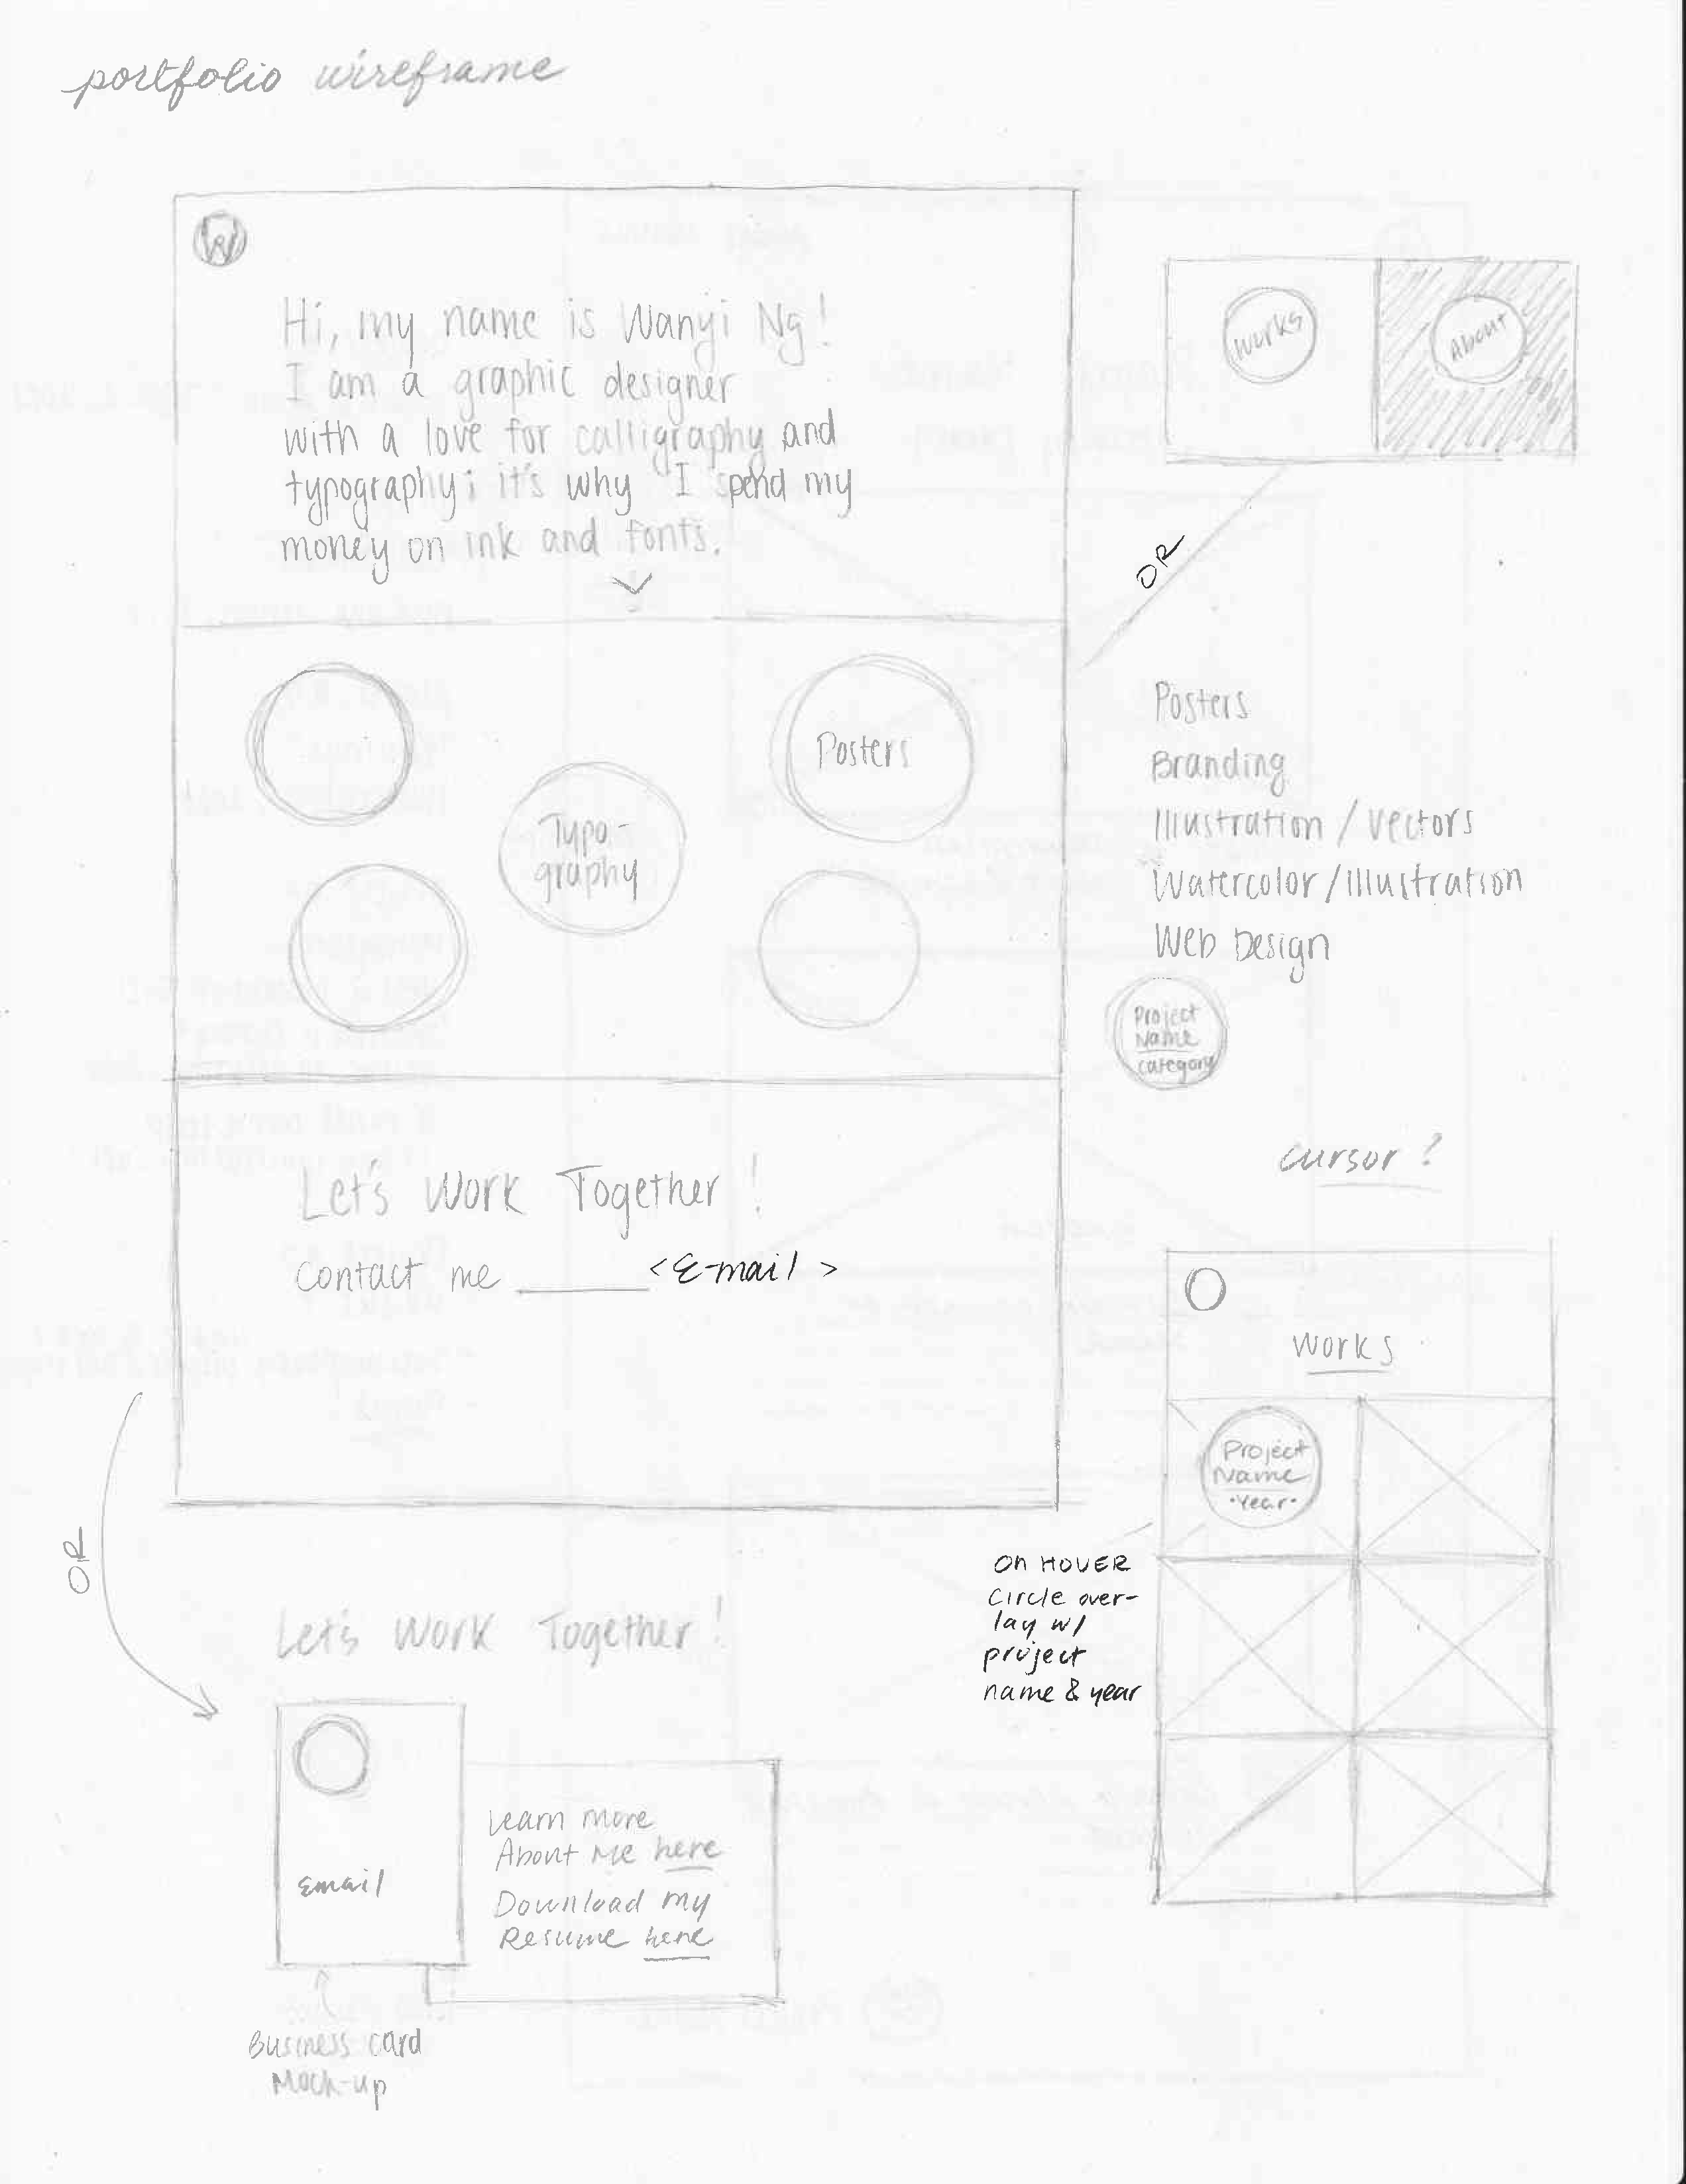 portfolio wireframe
W
Hi, my name is Wanyi Ng!
I am a graphic designer
with a love for calligraphy and
typography; it's why I spend my
money on ink and fonts.
Works
About
OR
Posters
Typo-
graphy
Posters
Branding
Illustration / Vectors
Watercolor/Illustration
Web Design
Project
Name
category
cursor?
Let's Work Together!
Contact me ______ <E-mail>
Works
Project
Name
·Year·
On HOVER
Circle over-
lay w/
project
name & year
OR
Let's Work Together!
Email
Learn more
About Me here
Download my
Resume here
Business card
Mock-up